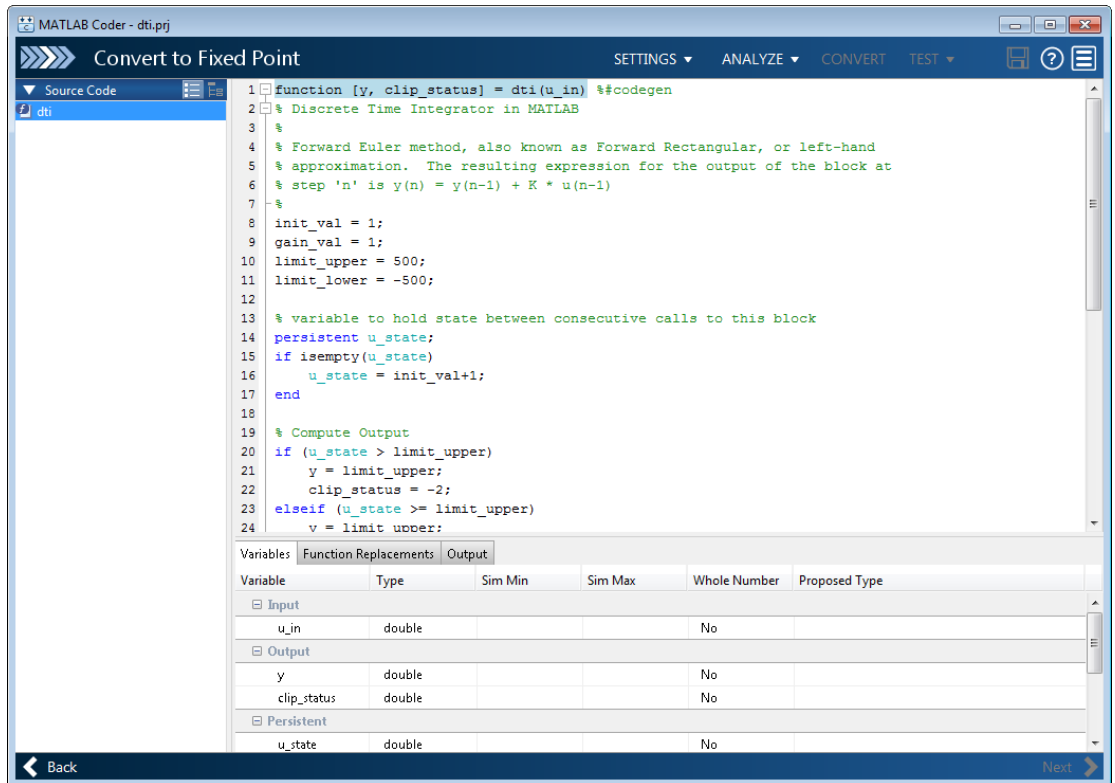 MATLAB Coder - dti.prj
Convert to Fixed Point SETTINGS ANALYZE CONVERT TEST
Source Code
dti
1 function [y, clip_status] = dti(u_in) %#codegen
2 % Discrete Time Integrator in MATLAB
3 %
4 % Forward Euler method, also known as Forward Rectangular, or left-hand
5 % approximation.  The resulting expression for the output of the block at
6 % step 'n' is y(n) = y(n-1) + K * u(n-1)
7 %
8 init_val = 1;
9 gain_val = 1;
10 limit_upper = 500;
11 limit_lower = -500;
12
13 % variable to hold state between consecutive calls to this block
14 persistent u_state;
15 if isempty(u_state)
16     u_state = init_val+1;
17 end
18
19 % Compute Output
20 if (u_state > limit_upper)
21     y = limit_upper;
22     clip_status = -2;
23 elseif (u_state >= limit_upper)
24     y = limit_upper;
Variables Function Replacements Output
Variable Type Sim Min Sim Max Whole Number Proposed Type
Input
u_in double No
Output
y double No
clip_status double No
Persistent
u_state double No
Back Next